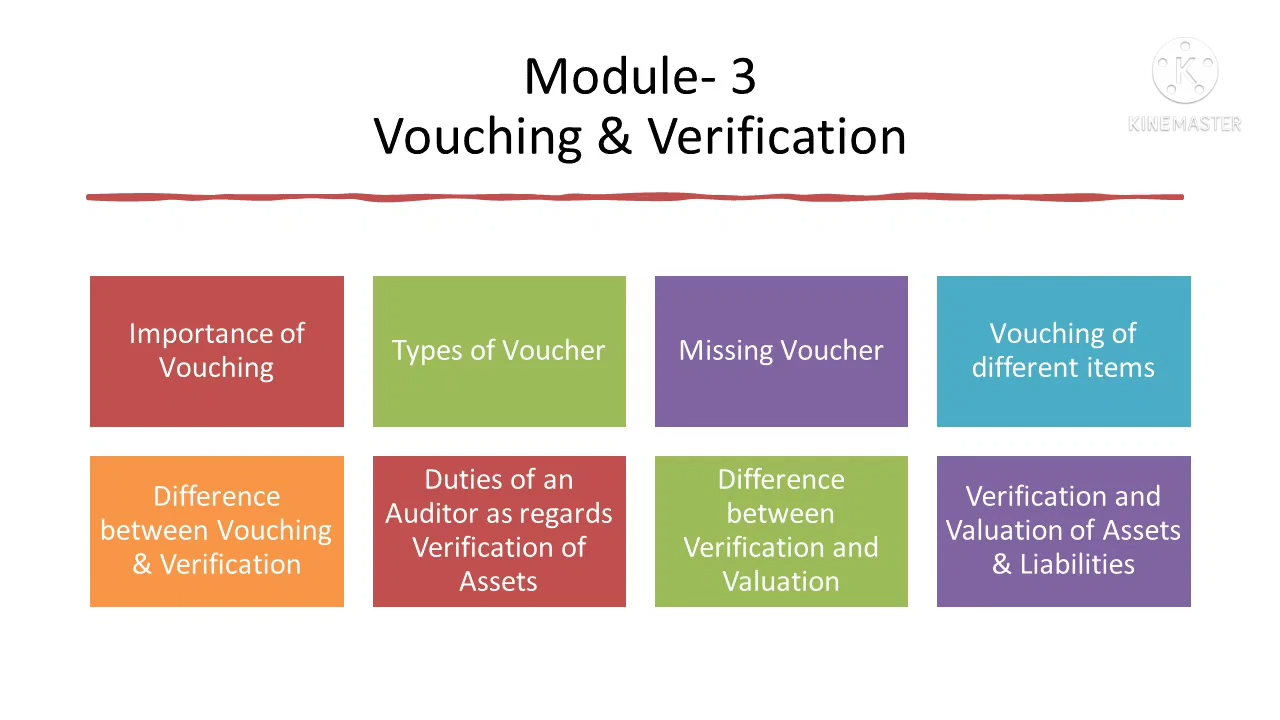 Module- 3
Vouching & Verification
K
KINEMASTER
Importance of
Vouching
Types of Voucher
Missing Voucher
Vouching of
different items
Difference
between Vouching
& Verification
Duties of an
Auditor as regards
Verification of
Assets
Difference
between
Verification and
Valuation
Verification and
Valuation of Assets
& Liabilities